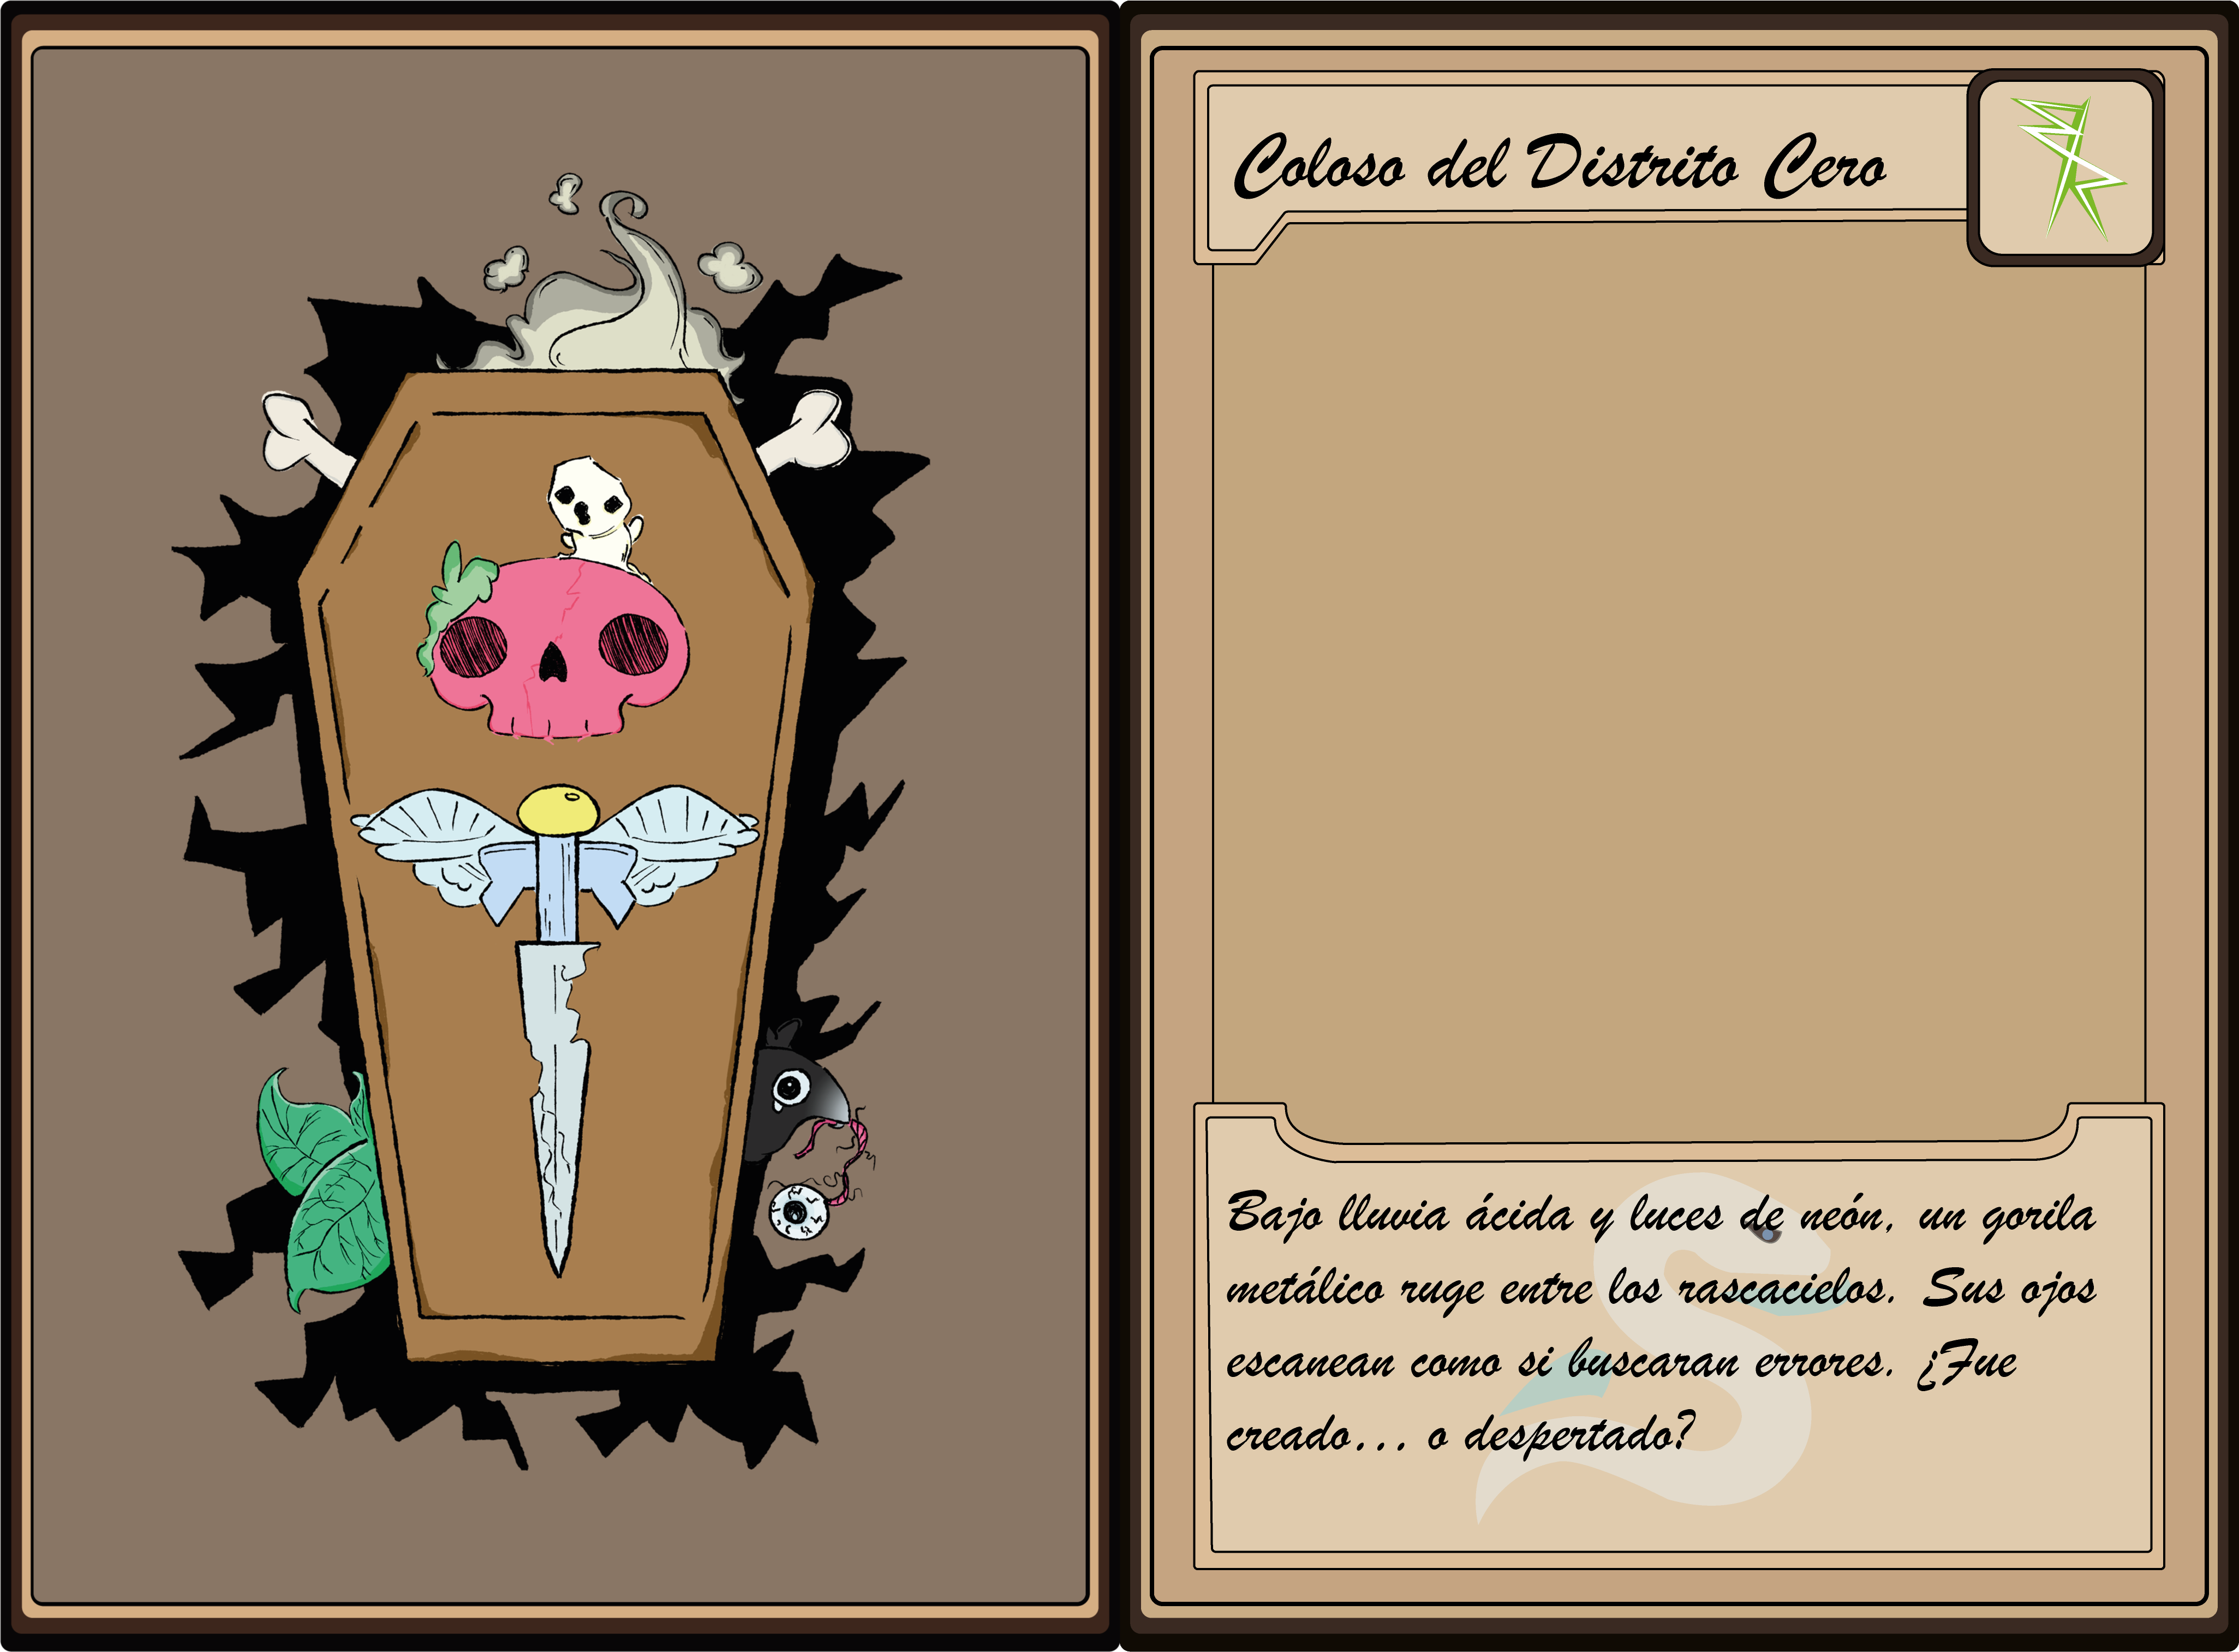 Coloso del Distrito Cero
Bajo lluvia ácida y luces de neón, un gorila
metálico ruge entre los rascacielos. Sus ojos
escanean como si buscaran errores. ¿Fue
creado... o despertado?